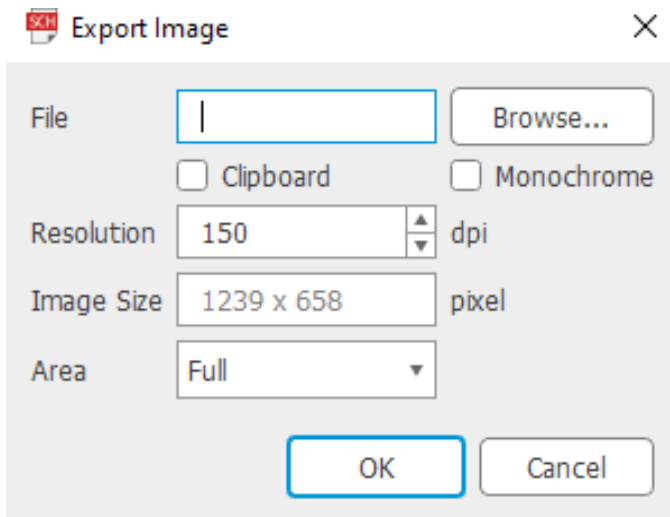 SCH Export Image
File Browse...
Clipboard Monochrome
Resolution 150 dpi
Image Size 1239 x 658 pixel
Area Full
OK Cancel